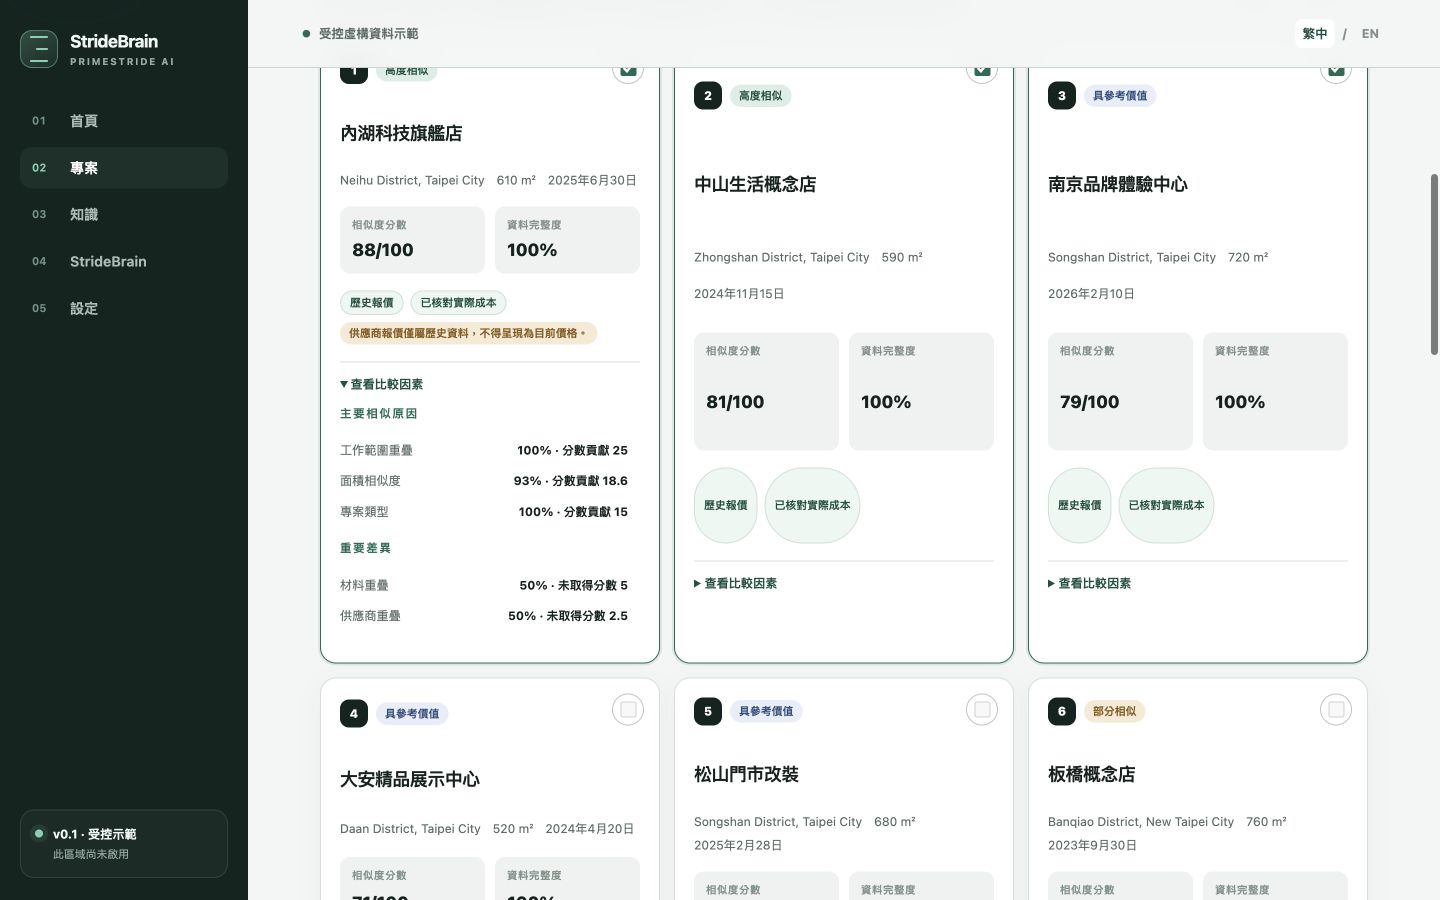 StrideBrain
PRIMESTRIDE AI
01 首頁
02 專案
03 知識
04 StrideBrain
05 設定
v0.1 · 受控示範
此區域尚未啟用
受控虛構資料示範
繁中 / EN
1 高度相似
內湖科技旗艦店
Neihu District, Taipei City 610 m² 2025年6月30日
相似度分數 資料完整度
88/100 100%
歷史報價 已核對實際成本
供應商報價僅屬歷史資料，不得呈現為目前價格。
▼查看比較因素
主要相似原因
工作範圍重疊 100% · 分數貢獻 25
面積相似度 93% · 分數貢獻 18.6
專案類型 100% · 分數貢獻 15
重要差異
材料重疊 50% · 未取得分數 5
供應商重疊 50% · 未取得分數 2.5
2 高度相似
中山生活概念店
Zhongshan District, Taipei City 590 m²
2024年11月15日
相似度分數 資料完整度
81/100 100%
歷史報價 已核對實際成本
▶查看比較因素
3 具參考價值
南京品牌體驗中心
Songshan District, Taipei City 720 m²
2026年2月10日
相似度分數 資料完整度
79/100 100%
歷史報價 已核對實際成本
▶查看比較因素
4 具參考價值
大安精品展示中心
Daan District, Taipei City 520 m² 2024年4月20日
相似度分數 資料完整度
71/100 100%
5 具參考價值
松山門市改裝
Songshan District, Taipei City 680 m²
2025年2月28日
相似度分數 資料完整度
6 部分相似
板橋概念店
Banqiao District, New Taipei City 760 m²
2023年9月30日
相似度分數 資料完整度